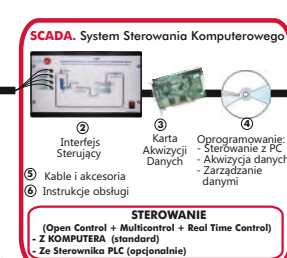 SCADA. System Sterowania Komputerowego
②
Interfejs
Sterujący
③
Karta
Akwizycji
Danych
④
Oprogramowanie:
- Sterowanie z PC
- Akwizycja danych
- Zarządzanie
danymi
⑤ Kable i akcesoria
⑥ Instrukcje obsługi
STEROWANIE
(Open Control + Multicontrol + Real Time Control)
- Z KOMPUTERA (standard)
- Ze Sterownika PLC (opcjonalnie)